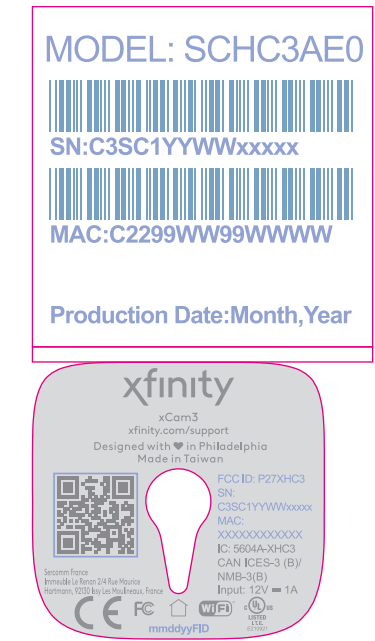 MODEL: SCHC3AE0
SN:C3SC1YYWWxxxxx
MAC:C2299WW99WWWW
Production Date:Month,Year
xfinity
xCam3
xfinity.com/support
Designed with ♥ in Philadelphia
Made in Taiwan
FCC ID: P27XHC3
SN:
C3SC1YYWWxxxxx
MAC:
XXXXXXXXXXXX
IC: 5604A-XHC3
CAN ICES-3 (B)/
NMB-3(B)
Input: 12V ⎓ 1A
Sercomm France
Immeuble Le Renan 2/4 Rue Maurice
Hartmann, 92130 Issy Les Moulineaux, France
CE FC WiFi c UL us
LISTED
I.T.E.
E210921
mmddyyFID